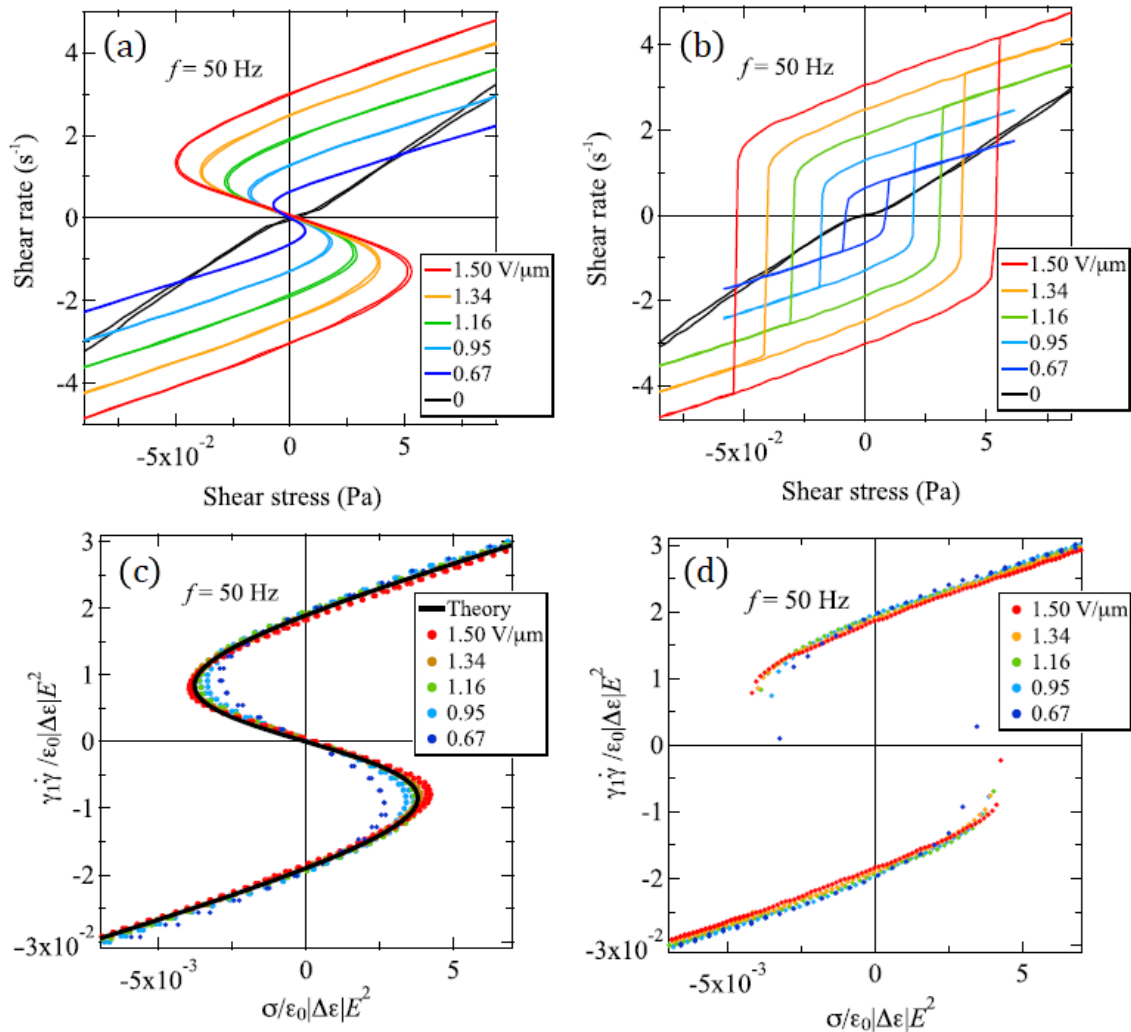 (a)
f = 50 Hz
Shear rate (s⁻¹)
4
2
0
-2
-4
1.50 V/μm
1.34
1.16
0.95
0.67
0
-5x10⁻²
0
5
Shear stress (Pa)
(b)
f = 50 Hz
Shear rate (s⁻¹)
4
2
0
-2
-4
1.50 V/μm
1.34
1.16
0.95
0.67
0
-5x10⁻²
0
5
Shear stress (Pa)
(c)
f = 50 Hz
γ₁γ̇ /ε₀|Δε|E²
3
2
1
0
-1
-2
-3x10⁻²
Theory
1.50 V/μm
1.34
1.16
0.95
0.67
-5x10⁻³
0
5
σ/ε₀|Δε|E²
(d)
f = 50 Hz
γ₁γ̇ /ε₀|Δε|E²
3
2
1
0
-1
-2
-3x10⁻²
1.50 V/μm
1.34
1.16
0.95
0.67
-5x10⁻³
0
5
σ/ε₀|Δε|E²